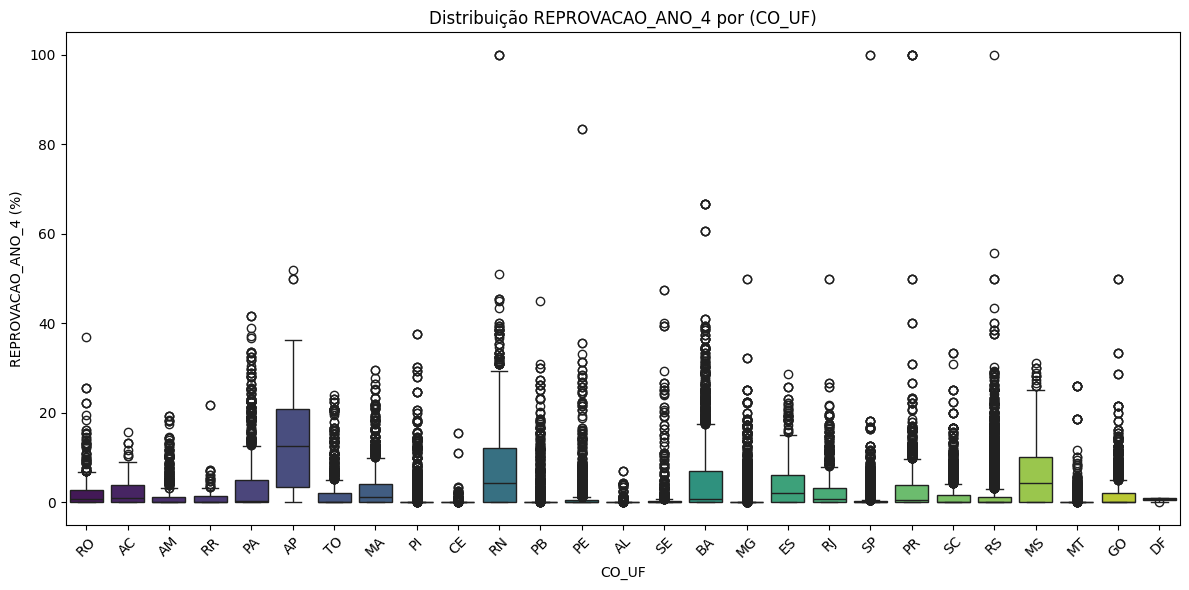 Distribuição REPROVACAO_ANO_4 por (CO_UF)
REPROVACAO_ANO_4 (%)
100
80
60
40
20
0
RO AC AM RR PA AP TO MA PI CE RN PB PE AL SE BA MG ES RJ SP PR SC RS MS MT GO DF
CO_UF